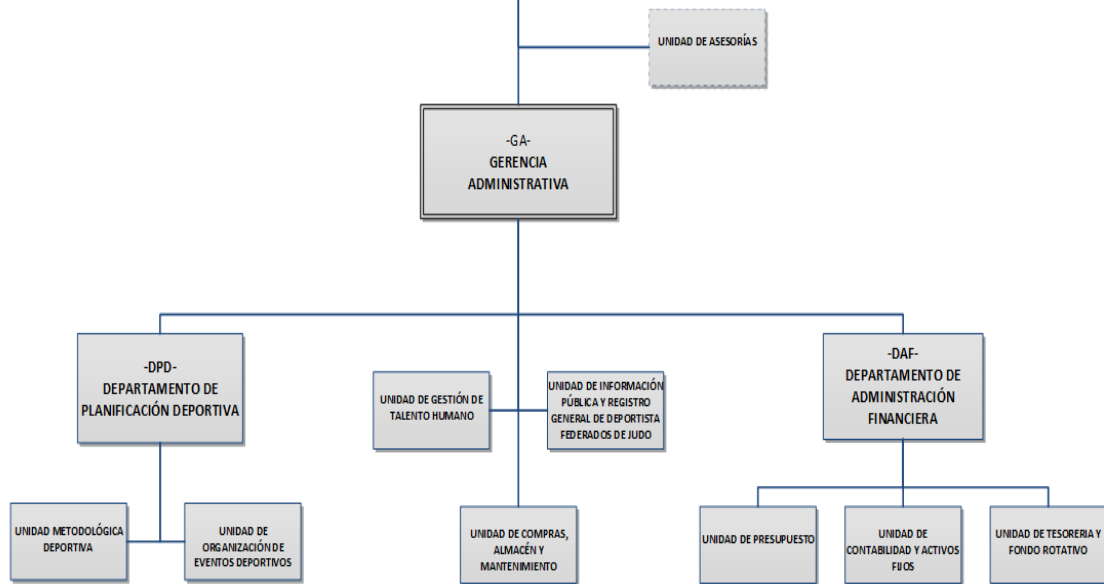 UNIDAD DE ASESORÍAS
-GA-
GERENCIA
ADMINISTRATIVA
-DPD-
DEPARTAMENTO DE
PLANIFICACIÓN DEPORTIVA
UNIDAD DE GESTIÓN DE
TALENTO HUMANO
UNIDAD DE INFORMACIÓN
PÚBLICA Y REGISTRO
GENERAL DE DEPORTISTA
FEDERADOS DE JUDO
-DAF-
DEPARTAMENTO DE
ADMINISTRACIÓN
FINANCIERA
UNIDAD METODOLÓGICA
DEPORTIVA
UNIDAD DE
ORGANIZACIÓN DE
EVENTOS DEPORTIVOS
UNIDAD DE COMPRAS,
ALMACÉN Y
MANTENIMIENTO
UNIDAD DE PRESUPUESTO
UNIDAD DE
CONTABILIDAD Y ACTIVOS
FIJOS
UNIDAD DE TESORERIA Y
FONDO ROTATIVO